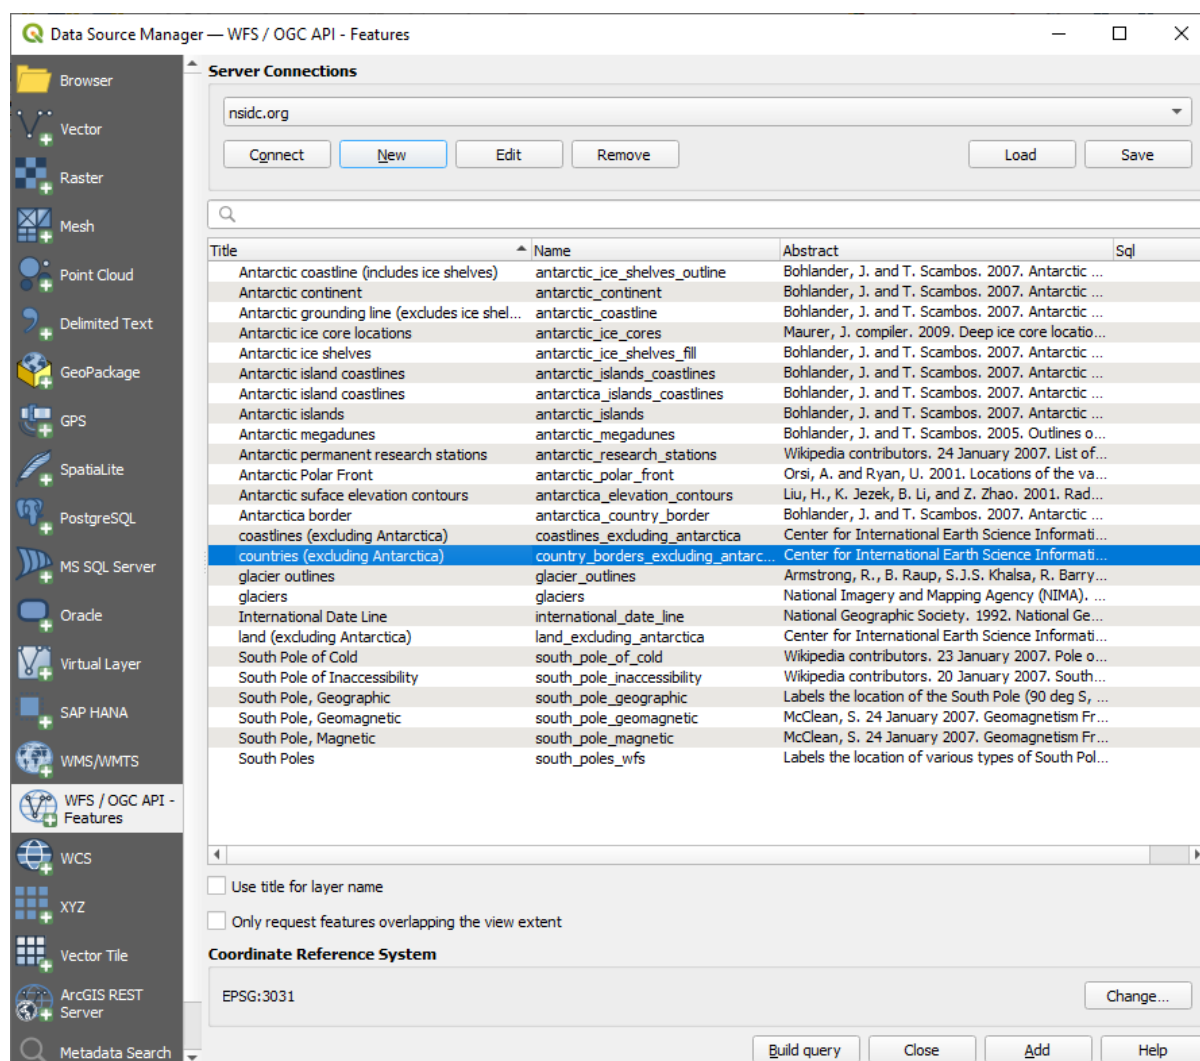 Data Source Manager — WFS / OGC API - Features
Browser
Vector
Raster
Mesh
Point Cloud
Delimited Text
GeoPackage
GPS
SpatiaLite
PostgreSQL
MS SQL Server
Oracle
Virtual Layer
SAP HANA
WMS/WMTS
WFS / OGC API -
Features
WCS
XYZ
Vector Tile
ArcGIS REST
Server
Metadata Search
Server Connections
nsidc.org
Connect New Edit Remove Load Save
Title Name Abstract Sql
Antarctic coastline (includes ice shelves) antarctic_ice_shelves_outline Bohlander, J. and T. Scambos. 2007. Antarctic ...
Antarctic continent antarctic_continent Bohlander, J. and T. Scambos. 2007. Antarctic ...
Antarctic grounding line (excludes ice shel... antarctic_coastline Bohlander, J. and T. Scambos. 2007. Antarctic ...
Antarctic ice core locations antarctic_ice_cores Maurer, J. compiler. 2009. Deep ice core locatio...
Antarctic ice shelves antarctic_ice_shelves_fill Bohlander, J. and T. Scambos. 2007. Antarctic ...
Antarctic island coastlines antarctic_islands_coastlines Bohlander, J. and T. Scambos. 2007. Antarctic ...
Antarctic island coastlines antarctica_islands_coastlines Bohlander, J. and T. Scambos. 2007. Antarctic ...
Antarctic islands antarctic_islands Bohlander, J. and T. Scambos. 2007. Antarctic ...
Antarctic megadunes antarctic_megadunes Bohlander, J. and T. Scambos. 2005. Outlines o...
Antarctic permanent research stations antarctic_research_stations Wikipedia contributors. 24 January 2007. List of...
Antarctic Polar Front antarctic_polar_front Orsi, A. and Ryan, U. 2001. Locations of the va...
Antarctic suface elevation contours antarctica_elevation_contours Liu, H., K. Jezek, B. Li, and Z. Zhao. 2001. Rad...
Antarctica border antarctica_country_border Bohlander, J. and T. Scambos. 2007. Antarctic ...
coastlines (excluding Antarctica) coastlines_excluding_antarctica Center for International Earth Science Informati...
countries (excluding Antarctica) country_borders_excluding_antarc... Center for International Earth Science Informati...
glacier outlines glacier_outlines Armstrong, R., B. Raup, S.J.S. Khalsa, R. Barry...
glaciers glaciers National Imagery and Mapping Agency (NIMA). ...
International Date Line international_date_line National Geographic Society. 1992. National Ge...
land (excluding Antarctica) land_excluding_antarctica Center for International Earth Science Informati...
South Pole of Cold south_pole_of_cold Wikipedia contributors. 23 January 2007. Pole o...
South Pole of Inaccessibility south_pole_inaccessibility Wikipedia contributors. 20 January 2007. South...
South Pole, Geographic south_pole_geographic Labels the location of the South Pole (90 deg S, ...
South Pole, Geomagnetic south_pole_geomagnetic McClean, S. 24 January 2007. Geomagnetism Fr...
South Pole, Magnetic south_pole_magnetic McClean, S. 24 January 2007. Geomagnetism Fr...
South Poles south_poles_wfs Labels the location of various types of South Pol...
Use title for layer name
Only request features overlapping the view extent
Coordinate Reference System
EPSG:3031 Change...
Build query Close Add Help